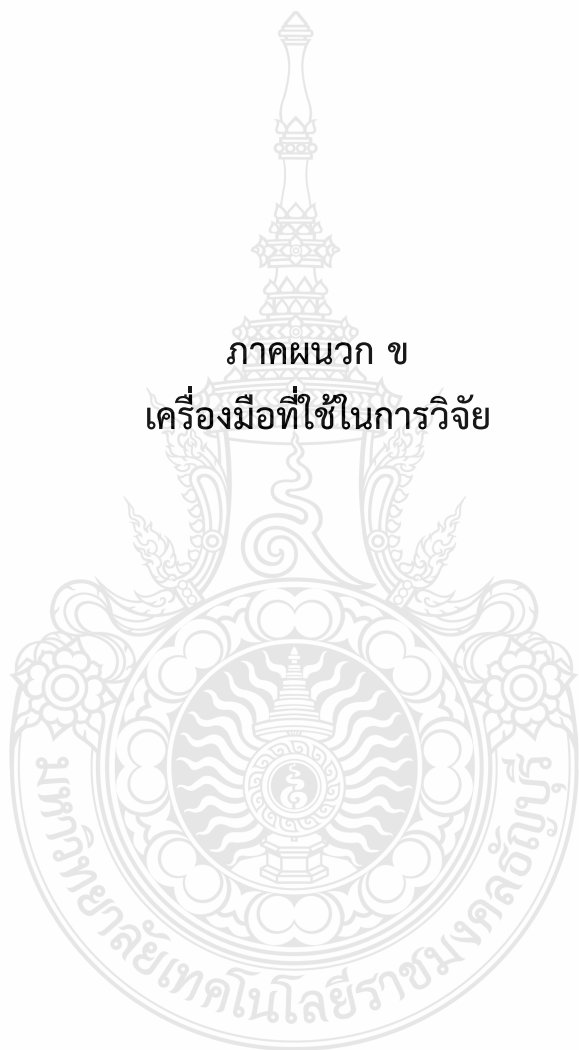 ภาคผนวก ข
เครื่องมือที่ใช้ในการวิจัย
มหาวิทยาลัยเทคโนโลยีราชมงคลธัญบุรี